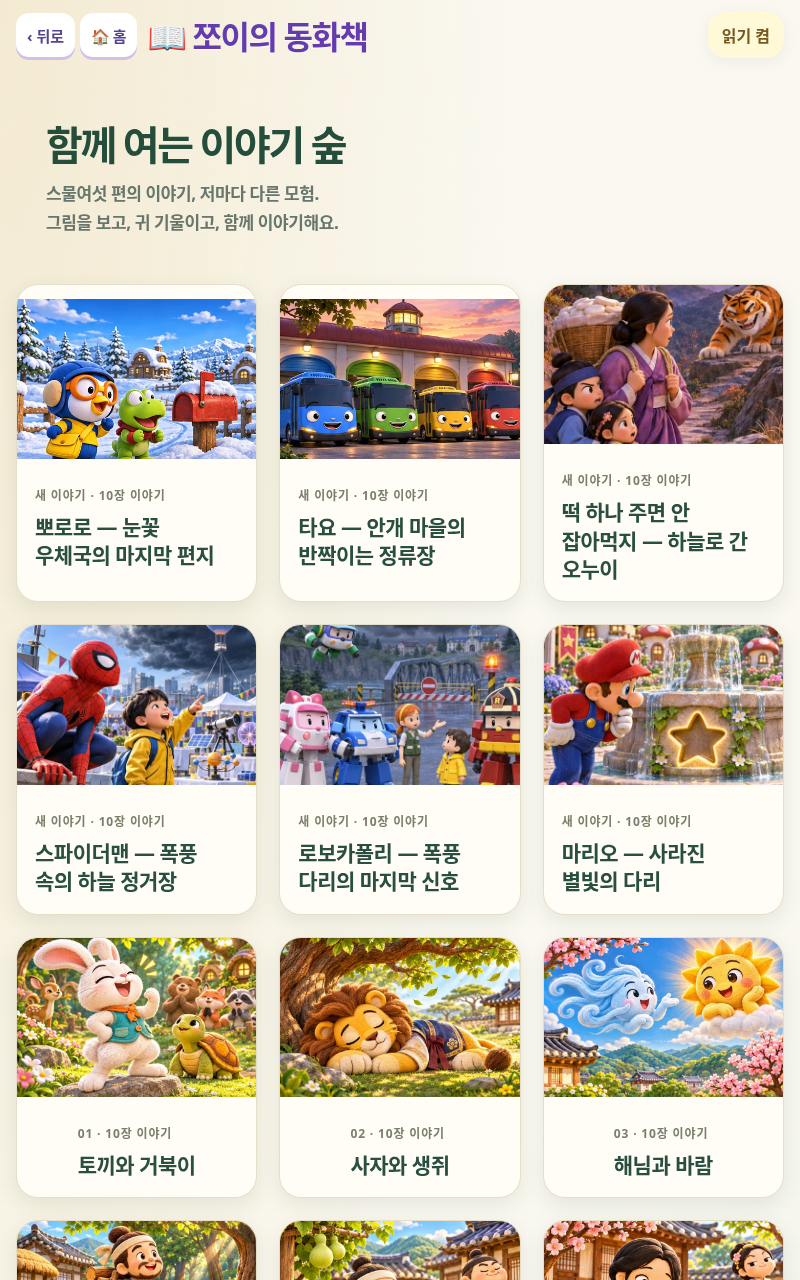 ‹ 뒤로
🏠 홈
📖 쪼이의 동화책
읽기 켬
함께 여는 이야기 숲
스물여섯 편의 이야기, 저마다 다른 모험.
그림을 보고, 귀 기울이고, 함께 이야기해요.
새 이야기 · 10장 이야기
뽀로로 — 눈꽃
우체국의 마지막 편지
새 이야기 · 10장 이야기
타요 — 안개 마을의
반짝이는 정류장
새 이야기 · 10장 이야기
떡 하나 주면 안
잡아먹지 — 하늘로 간
오누이
새 이야기 · 10장 이야기
스파이더맨 — 폭풍
속의 하늘 정거장
새 이야기 · 10장 이야기
로보카폴리 — 폭풍
다리의 마지막 신호
새 이야기 · 10장 이야기
마리오 — 사라진
별빛의 다리
01 · 10장 이야기
토끼와 거북이
02 · 10장 이야기
사자와 생쥐
03 · 10장 이야기
해님과 바람